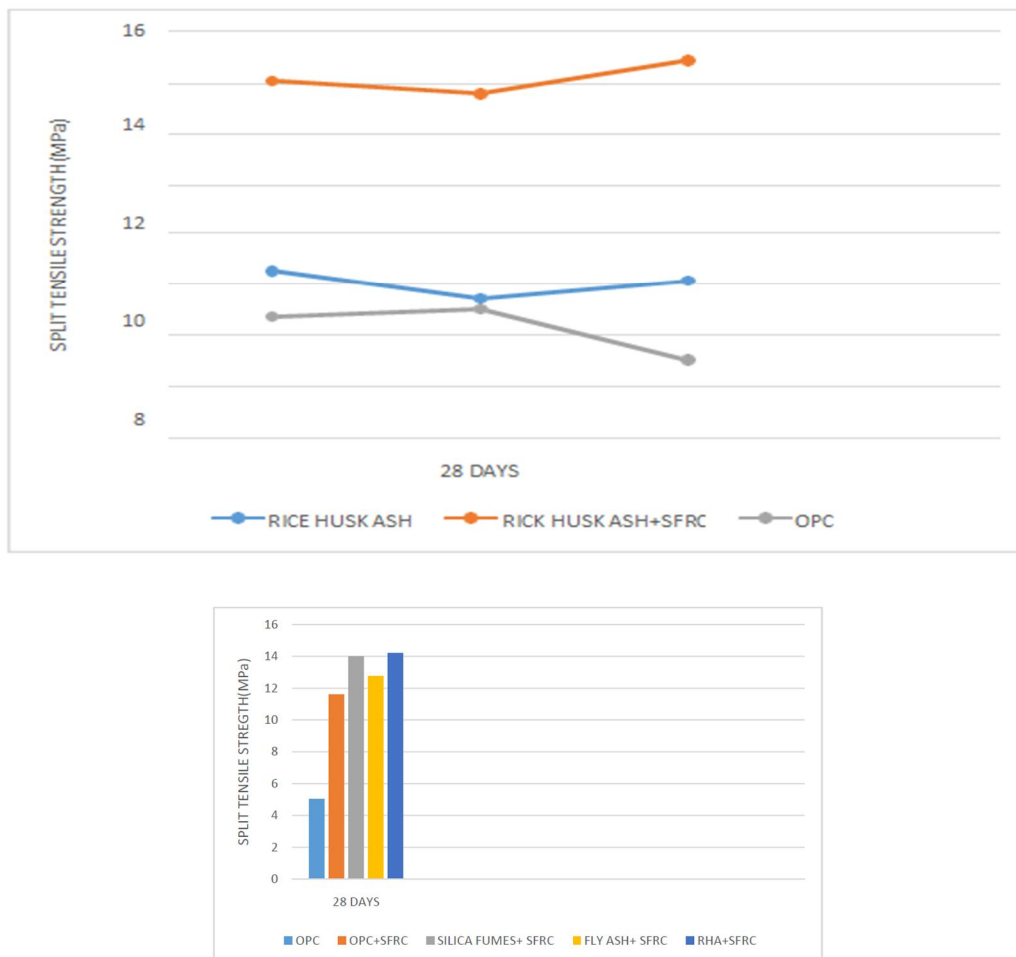 16
14
12
10
8
SPLIT TENSILE STRENGTH(MPa)
28 DAYS
RICE HUSK ASH
RICK HUSK ASH+SFRC
OPC
16
14
12
10
8
6
4
2
0
SPLIT TENSILE STREGTH(MPa)
28 DAYS
OPC
OPC+SFRC
SILICA FUMES+ SFRC
FLY ASH+ SFRC
RHA+SFRC